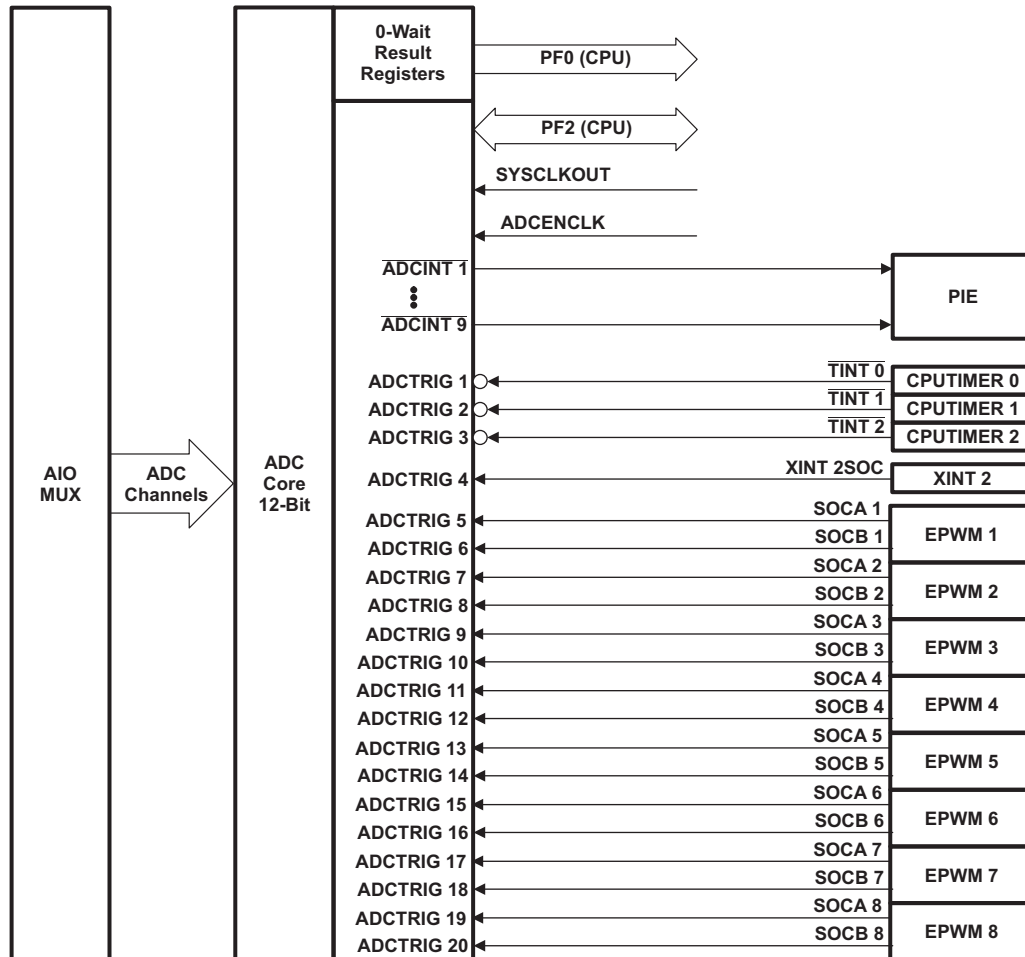 0-Wait
Result
Registers
PF0 (CPU)
PF2 (CPU)
SYSCLKOUT
ADCENCLK
ADCINT 1
ADCINT 9
PIE
ADCTRIG 1
TINT 0
CPUTIMER 0
ADCTRIG 2
TINT 1
CPUTIMER 1
ADCTRIG 3
TINT 2
CPUTIMER 2
AIO
MUX
ADC
Channels
ADC
Core
12-Bit
ADCTRIG 4
XINT 2SOC
XINT 2
ADCTRIG 5
SOCA 1
ADCTRIG 6
SOCB 1
EPWM 1
ADCTRIG 7
SOCA 2
ADCTRIG 8
SOCB 2
EPWM 2
ADCTRIG 9
SOCA 3
ADCTRIG 10
SOCB 3
EPWM 3
ADCTRIG 11
SOCA 4
ADCTRIG 12
SOCB 4
EPWM 4
ADCTRIG 13
SOCA 5
ADCTRIG 14
SOCB 5
EPWM 5
ADCTRIG 15
SOCA 6
ADCTRIG 16
SOCB 6
EPWM 6
ADCTRIG 17
SOCA 7
ADCTRIG 18
SOCB 7
EPWM 7
ADCTRIG 19
SOCA 8
ADCTRIG 20
SOCB 8
EPWM 8